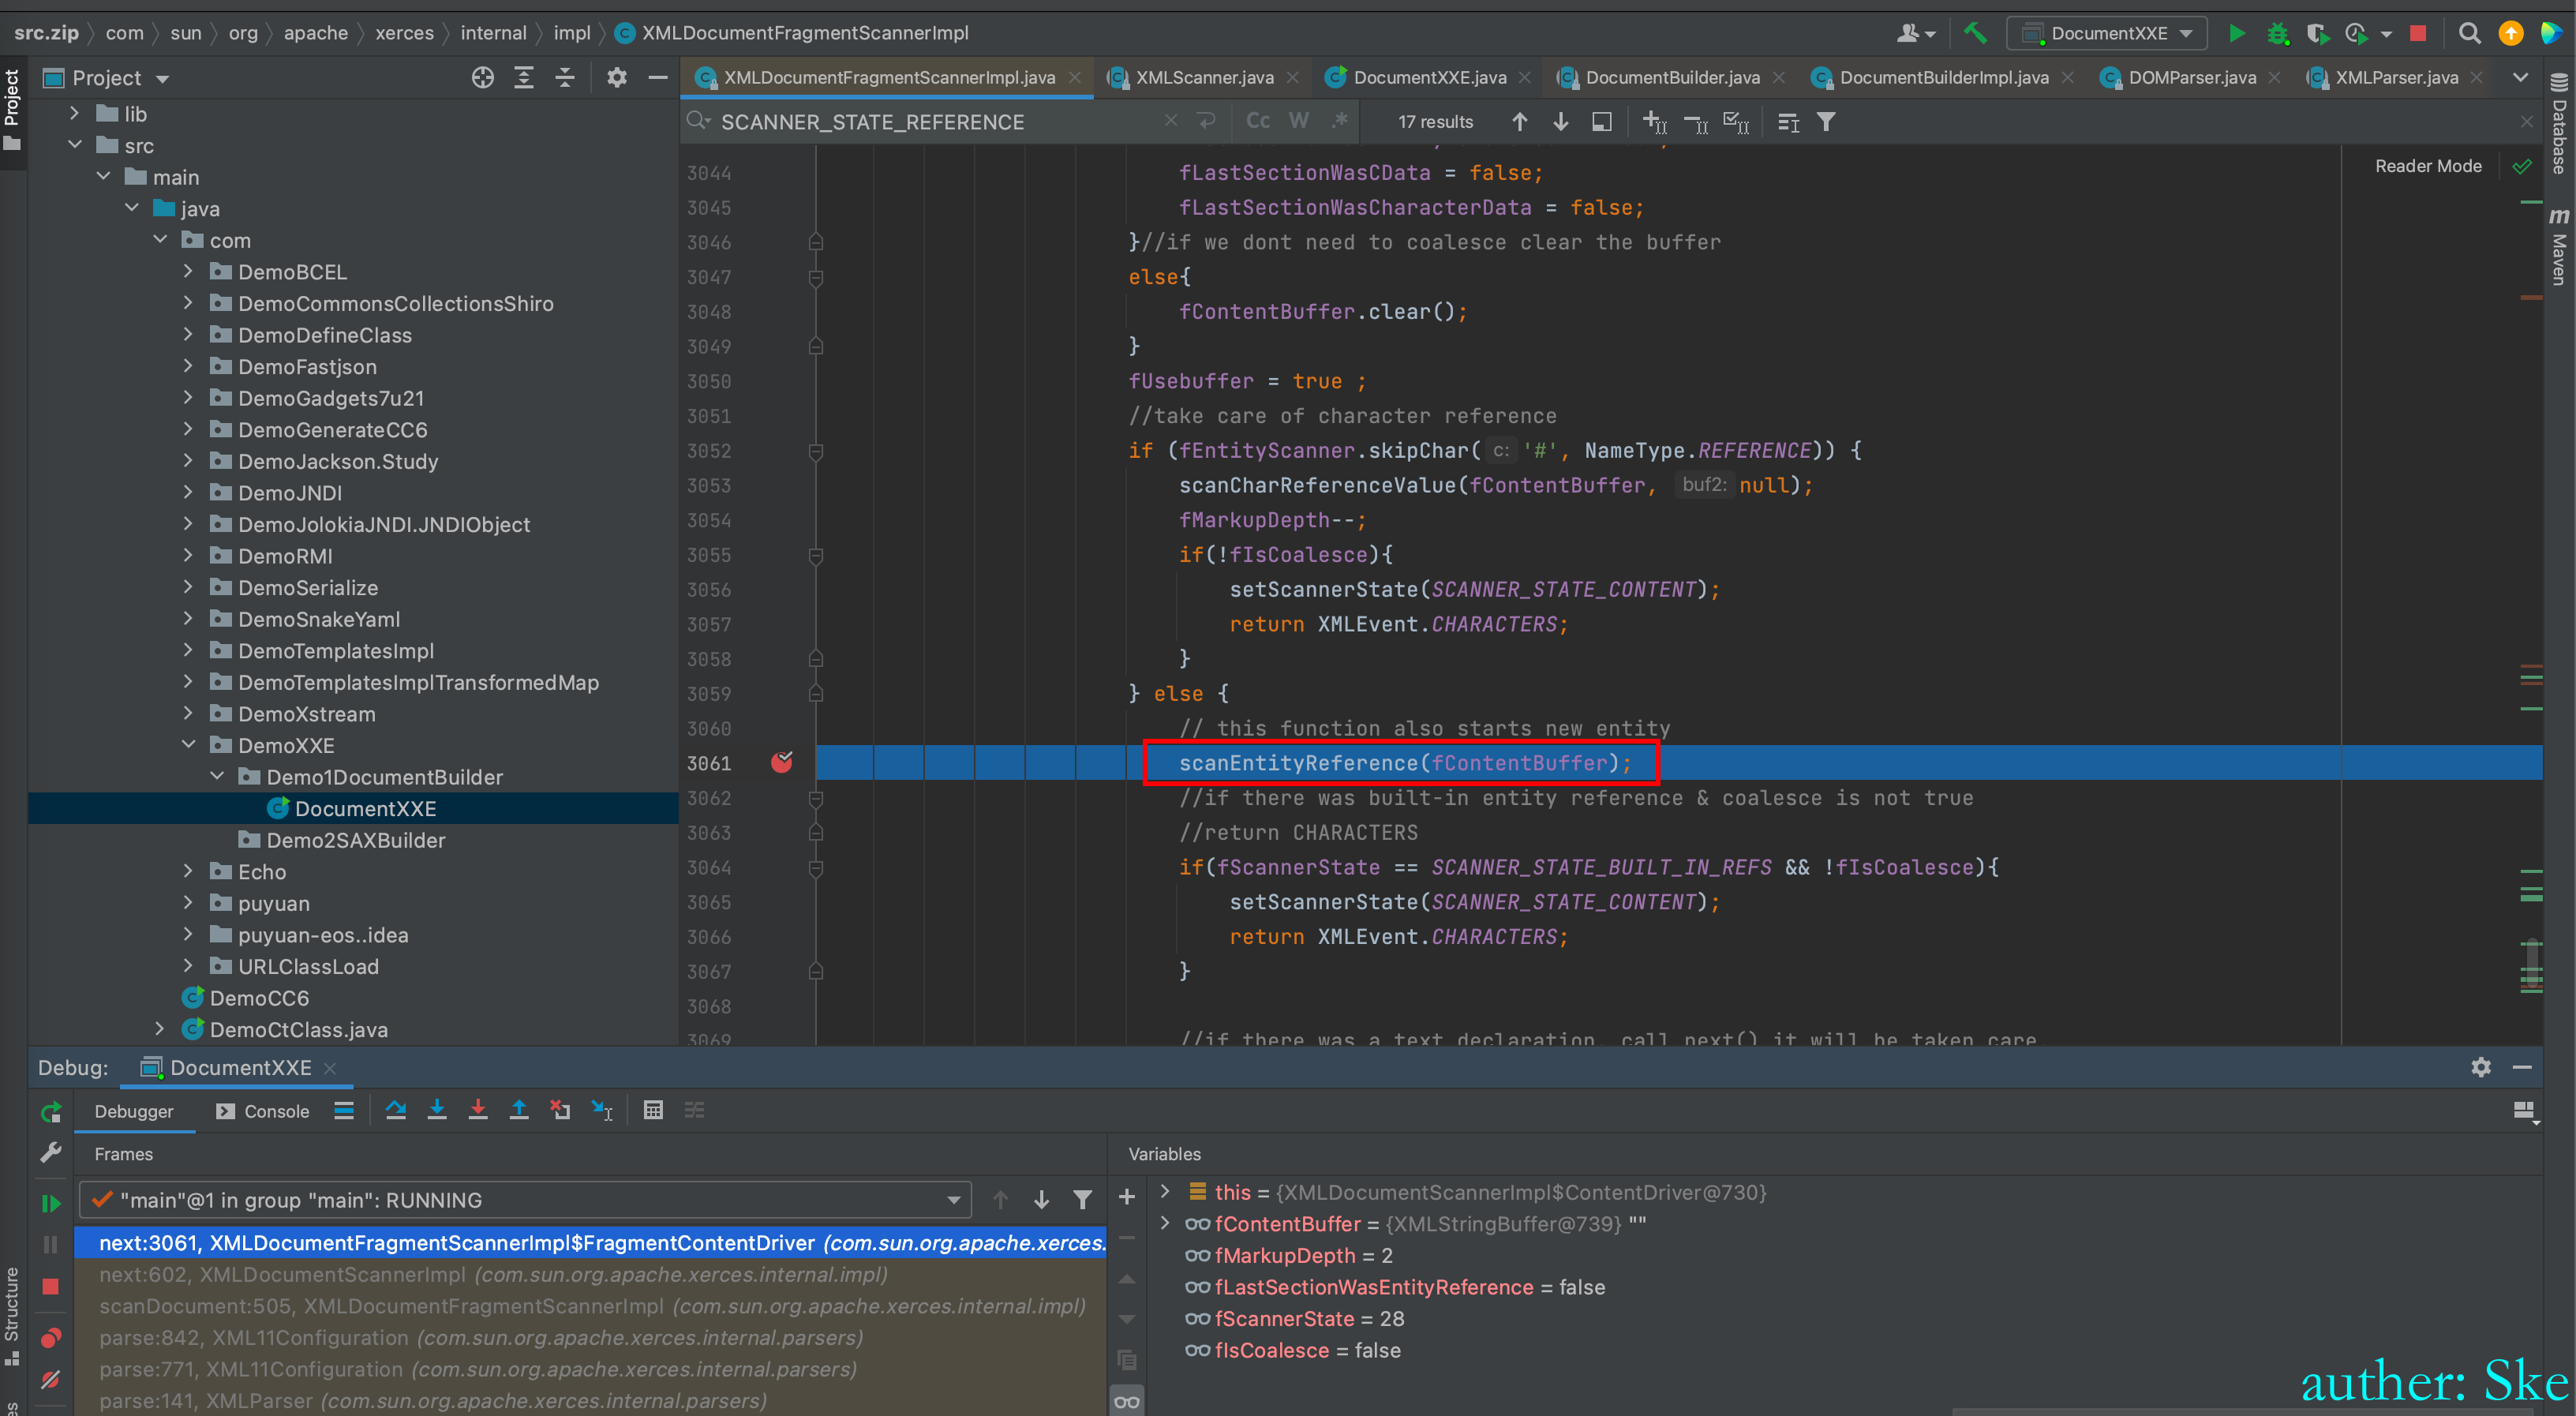 src.zip com sun org apache xerces internal impl XMLDocumentFragmentScannerImpl
DocumentXXE
Project
XMLDocumentFragmentScannerImpl.java XMLScanner.java DocumentXXE.java DocumentBuilder.java DocumentBuilderImpl.java DOMParser.java XMLParser.java
SCANNER_STATE_REFERENCE Cc W .* 17 results
Reader Mode
Project
Structure
Database
Maven
lib
src
main
java
com
DemoBCEL
DemoCommonsCollectionsShiro
DemoDefineClass
DemoFastjson
DemoGadgets7u21
DemoGenerateCC6
DemoJackson.Study
DemoJNDI
DemoJolokiaJNDI.JNDIObject
DemoRMI
DemoSerialize
DemoSnakeYaml
DemoTemplatesImpl
DemoTemplatesImplTransformedMap
DemoXstream
DemoXXE
Demo1DocumentBuilder
DocumentXXE
Demo2SAXBuilder
Echo
puyuan
puyuan-eos..idea
URLClassLoad
DemoCC6
DemoCtClass.java
3044 fLastSectionWasCData = false;
3045 fLastSectionWasCharacterData = false;
3046 }//if we dont need to coalesce clear the buffer
3047 else{
3048 fContentBuffer.clear();
3049 }
3050 fUsebuffer = true ;
3051 //take care of character reference
3052 if (fEntityScanner.skipChar( c: '#', NameType.REFERENCE)) {
3053 scanCharReferenceValue(fContentBuffer, buf2: null);
3054 fMarkupDepth--;
3055 if(!fIsCoalesce){
3056 setScannerState(SCANNER_STATE_CONTENT);
3057 return XMLEvent.CHARACTERS;
3058 }
3059 } else {
3060 // this function also starts new entity
3061 scanEntityReference(fContentBuffer);
3062 //if there was built-in entity reference & coalesce is not true
3063 //return CHARACTERS
3064 if(fScannerState == SCANNER_STATE_BUILT_IN_REFS && !fIsCoalesce){
3065 setScannerState(SCANNER_STATE_CONTENT);
3066 return XMLEvent.CHARACTERS;
3067 }
3068
3069 //if there was a text declaration, call next() it will be taken care.
Debug: DocumentXXE
Debugger Console
Frames
"main"@1 in group "main": RUNNING
next:3061, XMLDocumentFragmentScannerImpl$FragmentContentDriver (com.sun.org.apache.xerces.
next:602, XMLDocumentScannerImpl (com.sun.org.apache.xerces.internal.impl)
scanDocument:505, XMLDocumentFragmentScannerImpl (com.sun.org.apache.xerces.internal.impl)
parse:842, XML11Configuration (com.sun.org.apache.xerces.internal.parsers)
parse:771, XML11Configuration (com.sun.org.apache.xerces.internal.parsers)
parse:141, XMLParser (com.sun.org.apache.xerces.internal.parsers)
Variables
this = {XMLDocumentScannerImpl$ContentDriver@730}
fContentBuffer = {XMLStringBuffer@739} ""
fMarkupDepth = 2
fLastSectionWasEntityReference = false
fScannerState = 28
fIsCoalesce = false
auther: Ske